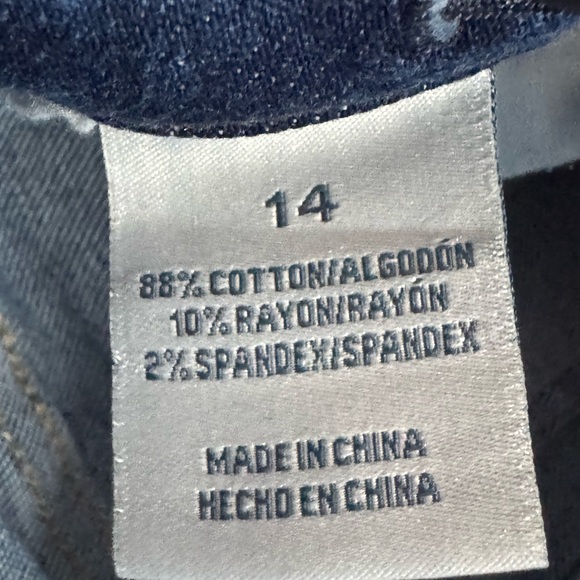 14
88% COTTON/ALGODÓN
10% RAYON/RAYÓN
2% SPANDEX/SPANDEX
MADE IN CHINA
HECHO EN CHINA